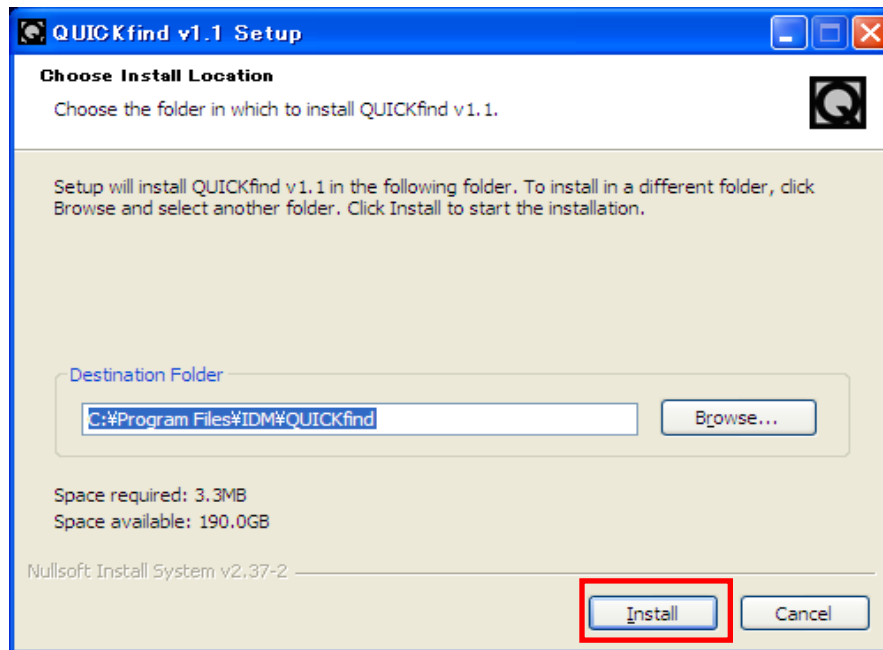 QUICKfind v1.1 Setup
Choose Install Location
Choose the folder in which to install QUICKfind v1.1.
Setup will install QUICKfind v1.1 in the following folder. To install in a different folder, click
Browse and select another folder. Click Install to start the installation.
Destination Folder
C:¥Program Files¥IDM¥QUICKfind
Browse...
Space required: 3.3MB
Space available: 190.0GB
Nullsoft Install System v2.37-2
Install
Cancel